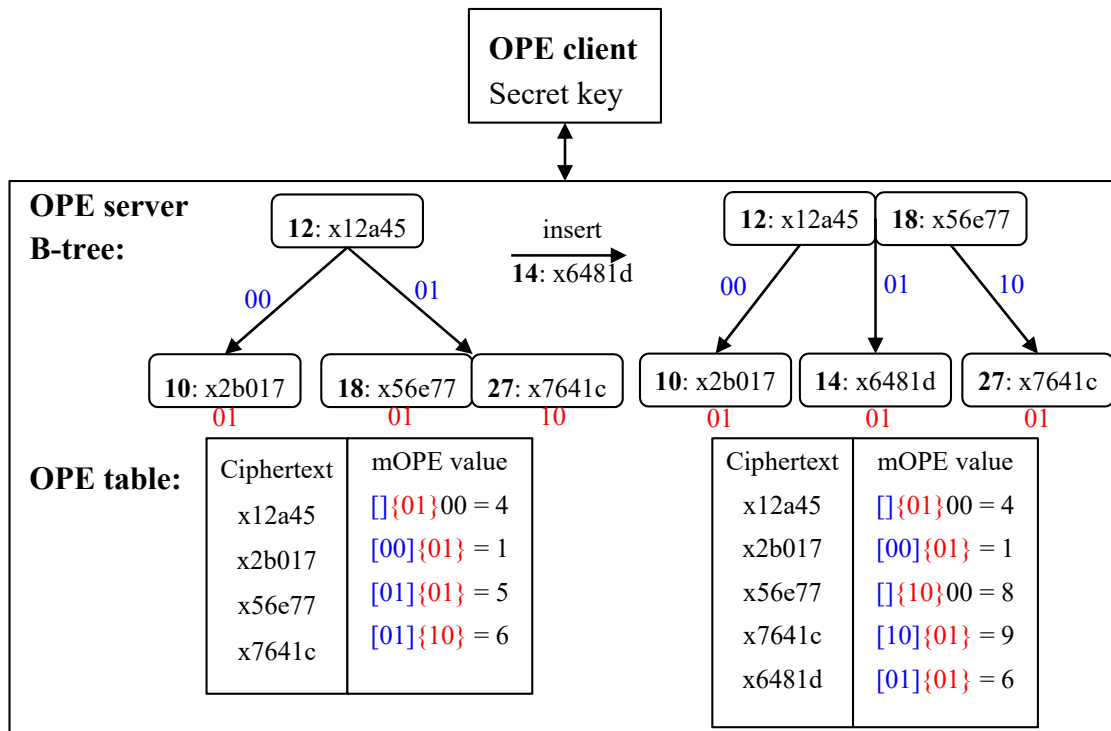 OPE client
Secret key
OPE server
B-tree:
12: x12a45
00
01
10: x2b017
18: x56e77
27: x7641c
01
01
10
insert
14: x6481d
12: x12a45
18: x56e77
00
01
10
10: x2b017
14: x6481d
27: x7641c
01
01
01
OPE table:
Ciphertext
mOPE value
x12a45
[]{01}00 = 4
x2b017
[00]{01} = 1
x56e77
[01]{01} = 5
x7641c
[01]{10} = 6
Ciphertext
mOPE value
x12a45
[]{01}00 = 4
x2b017
[00]{01} = 1
x56e77
[]{10}00 = 8
x7641c
[10]{01} = 9
x6481d
[01]{01} = 6